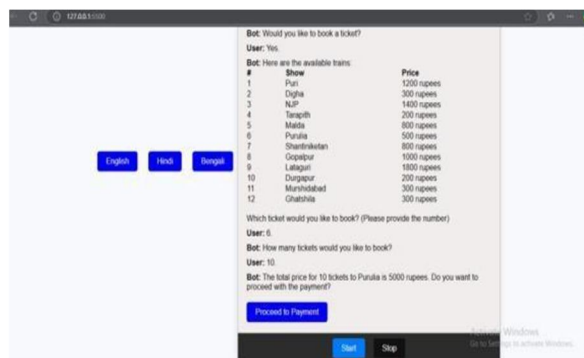 127.0.0.1:5500
Bot: Would you like to book a ticket?
User: Yes.
Bot: Here are the available trains:
# Show Price
1 Puri 1200 rupees
2 Digha 300 rupees
3 NJP 1400 rupees
4 Tarapith 200 rupees
5 Malda 800 rupees
6 Purulia 500 rupees
7 Shantiniketan 800 rupees
8 Gopalpur 1000 rupees
9 Lataguri 1800 rupees
10 Durgapur 200 rupees
11 Murshidabad 300 rupees
12 Ghatshila 300 rupees
English Hindi Bengali
Which ticket would you like to book? (Please provide the number)
User: 6.
Bot: How many tickets would you like to book?
User: 10.
Bot: The total price for 10 tickets to Purulia is 5000 rupees. Do you want to
proceed with the payment?
Proceed to Payment
Start Stop
Activate Windows
Go to Settings to activate Windows.